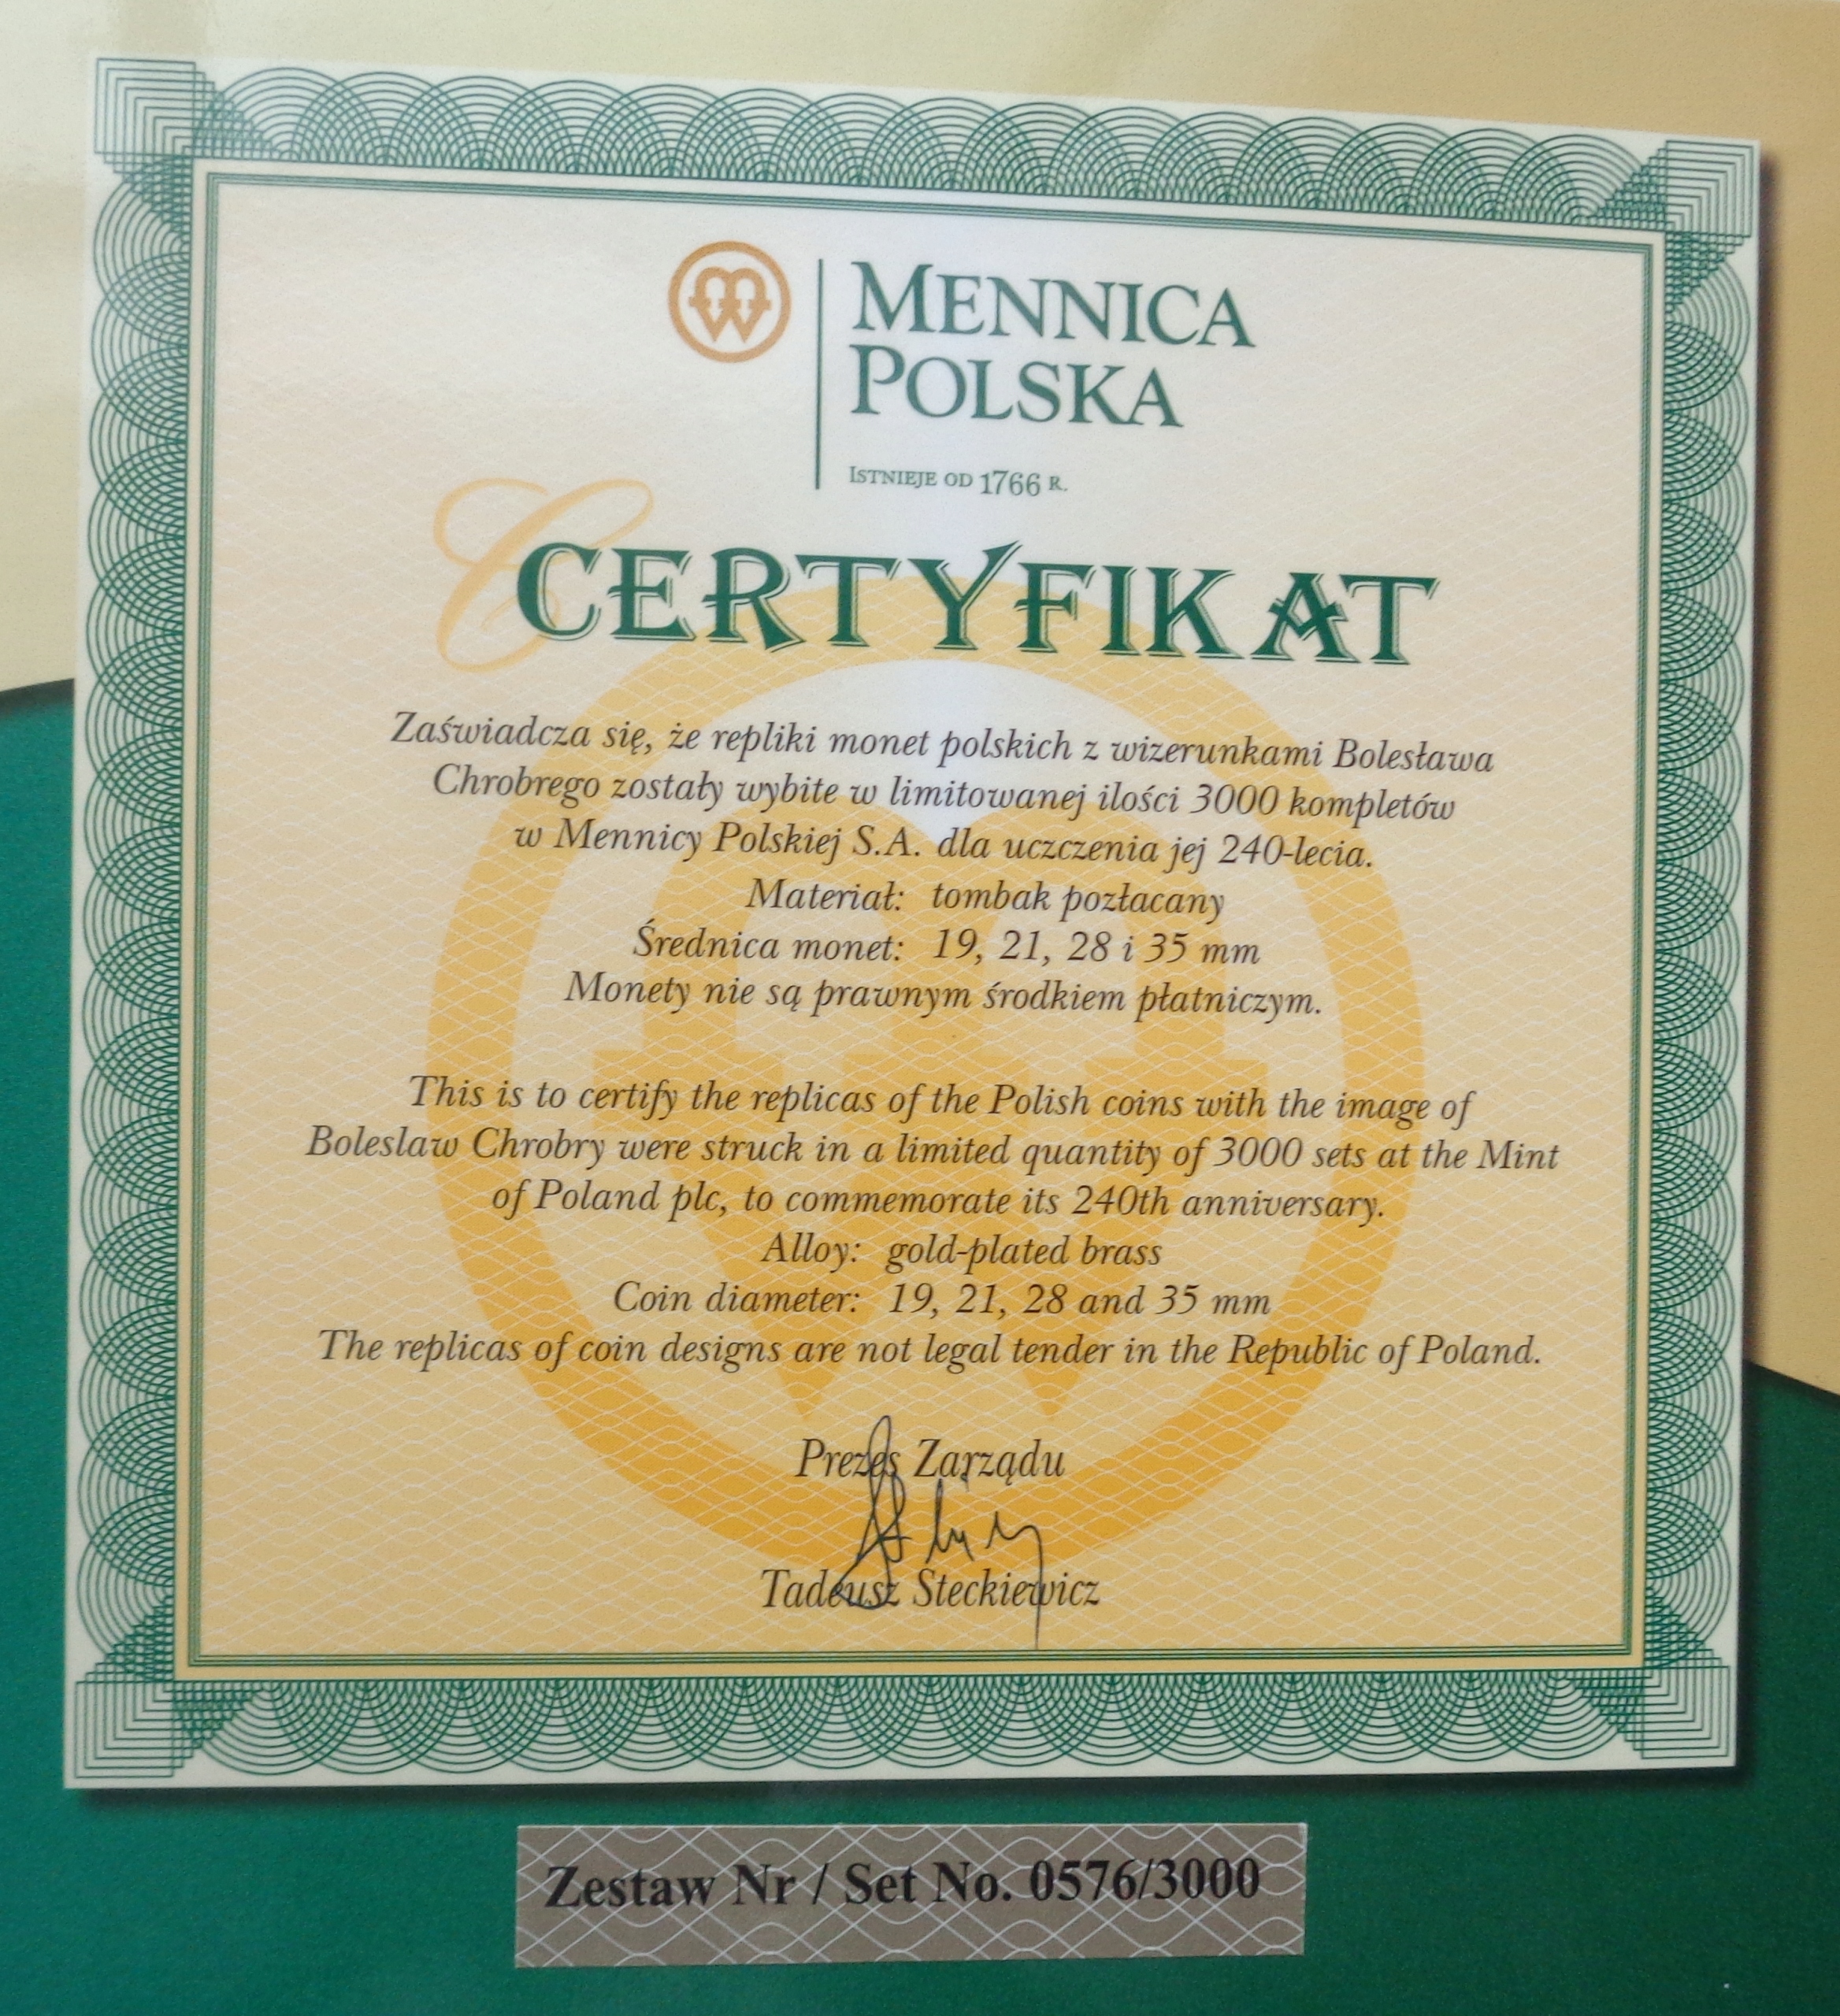 MENNICA
POLSKA
ISTNIEJE OD 1766 R.
CERTYFIKAT
Zaświadcza się, że repliki monet polskich z wizerunkami Bolesława
Chrobrego zostały wybite w limitowanej ilości 3000 kompletów
w Mennicy Polskiej S.A. dla uczczenia jej 240-lecia.
Materiał: tombak pozłacany
Średnica monet: 19, 21, 28 i 35 mm
Monety nie są prawnym środkiem płatniczym.
This is to certify the replicas of the Polish coins with the image of
Boleslaw Chrobry were struck in a limited quantity of 3000 sets at the Mint
of Poland plc, to commemorate its 240th anniversary.
Alloy: gold-plated brass
Coin diameter: 19, 21, 28 and 35 mm
The replicas of coin designs are not legal tender in the Republic of Poland.
Prezes Zarządu
Tadeusz Steckiewicz
Zestaw Nr / Set No. 0576/3000